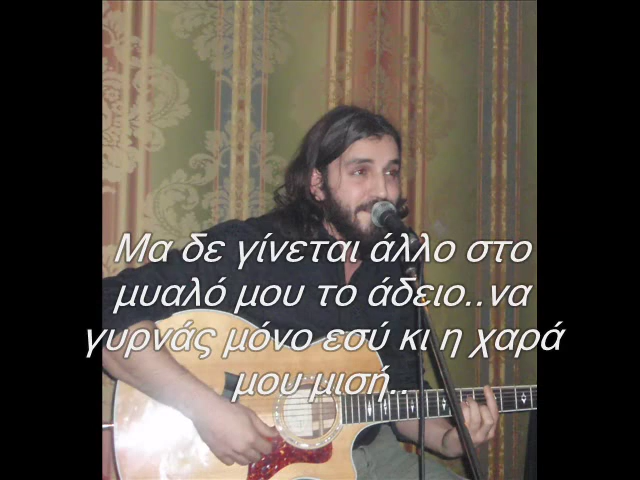 Μα δε γίνεται άλλο στο
μυαλό μου το άδειο..να
γυρνάς μόνο εσύ κι η χαρά
μου μισή..